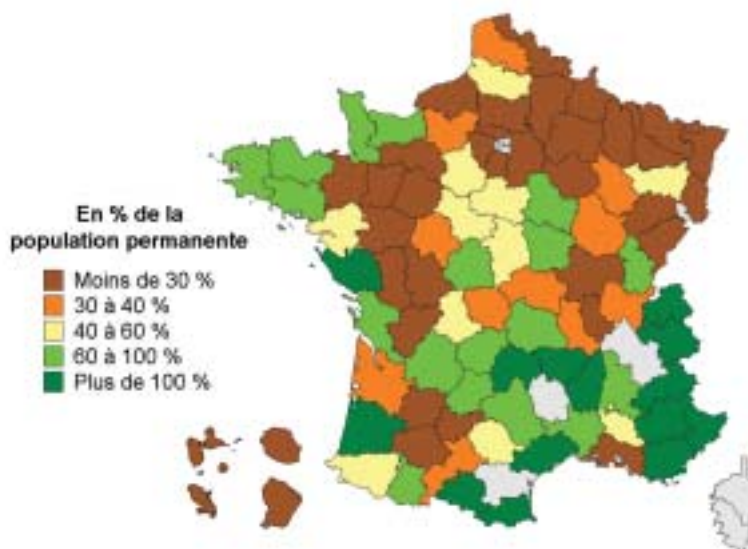 En % de la
population permanente
Moins de 30 %
30 à 40 %
40 à 60 %
60 à 100 %
Plus de 100 %